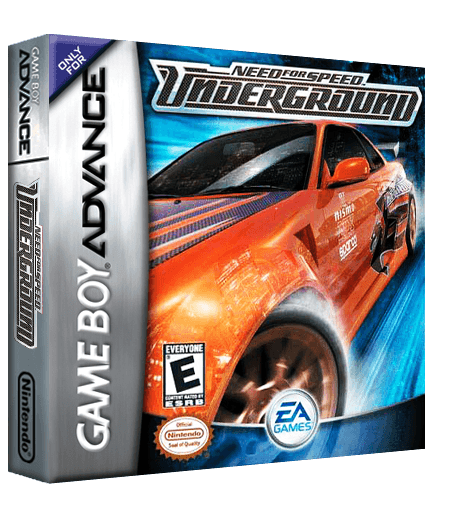 GAME BOY
ADVANCE
NEED FOR SPEED
UNDERGROUND
Nintendo
ONLY
FOR
GAME BOY ADVANCE
NEED FOR SPEED
UNDERGROUND
nismo
sparco
EVERYONE
E
CONTENT RATED BY
ESRB
Official
Nintendo
Seal of Quality
EA
GAMES